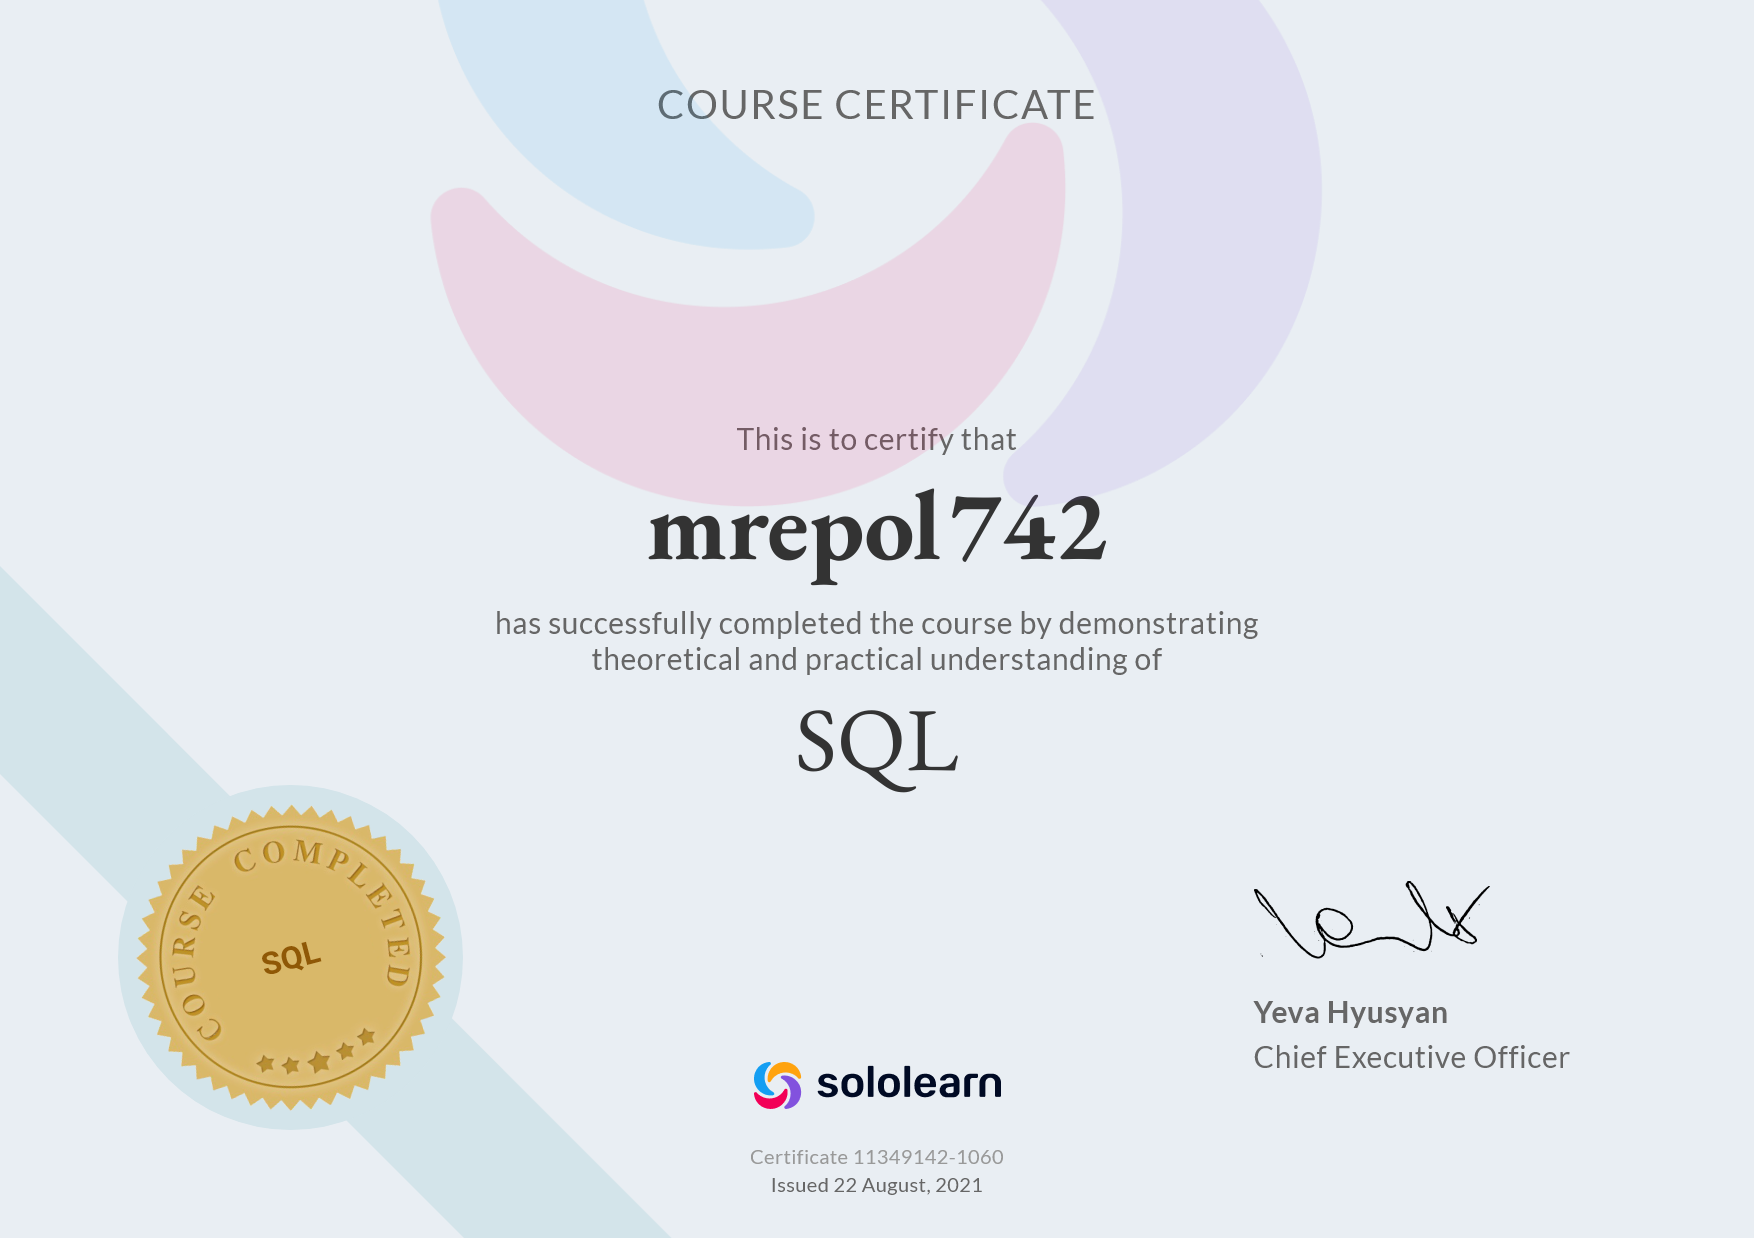 COURSE CERTIFICATE
This is to certify that
mrepol742
has successfully completed the course by demonstrating
theoretical and practical understanding of
SQL
COURSE COMPLETED
SQL
Yeva Hyusyan
Chief Executive Officer
sololearn
Certificate 11349142-1060
Issued 22 August, 2021